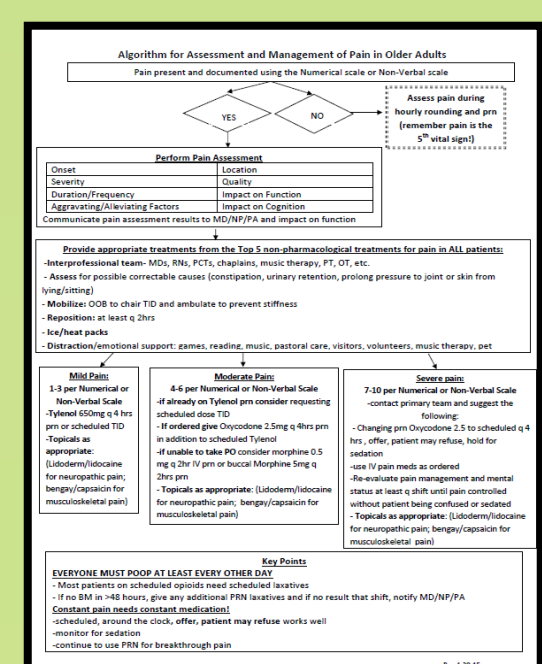 Algorithm for Assessment and Management of Pain in Older Adults
Pain present and documented using the Numerical scale or Non-Verbal scale
YES
NO
Assess pain during
hourly rounding and prn
(remember pain is the
5th vital sign!)
Perform Pain Assessment
Onset Location
Severity Quality
Duration/Frequency Impact on Function
Aggravating/Alleviating Factors Impact on Cognition
Communicate pain assessment results to MD/NP/PA and impact on function
Provide appropriate treatments from the Top 5 non-pharmacological treatments for pain in ALL patients:
-Interprofessional team- MDs, RNs, PCTs, chaplains, music therapy, PT, OT, etc.
- Assess for possible correctable causes (constipation, urinary retention, prolong pressure to joint or skin from
lying/sitting)
- Mobilize: OOB to chair TID and ambulate to prevent stiffness
- Reposition: at least q 2hrs
- Ice/heat packs
- Distraction/emotional support: games, reading, music, pastoral care, visitors, volunteers, music therapy, pet
Mild Pain:
1-3 per Numerical or
Non-Verbal Scale
-Tylenol 650mg q 4 hrs
prn or scheduled TID
-Topicals as
appropriate:
(Lidoderm/lidocaine
for neuropathic pain;
bengay/capsaicin for
musculoskeletal pain)
Moderate Pain:
4-6 per Numerical or Non-Verbal Scale
-if already on Tylenol prn consider requesting
scheduled dose TID
- If ordered give Oxycodone 2.5mg q 4hrs prn
in addition to scheduled Tylenol
-if unable to take PO consider morphine 0.5
mg q 2hr IV prn or buccal Morphine 5mg q
2hrs prn
- Topicals as appropriate: (Lidoderm/lidocaine
for neuropathic pain; bengay/capsaicin for
musculoskeletal pain)
Severe pain:
7-10 per Numerical or Non-Verbal Scale
-contact primary team and suggest the
following:
- Changing prn Oxycodone 2.5 to scheduled q 4
hrs , offer, patient may refuse, hold for
sedation
-use IV pain meds as ordered
-Re-evaluate pain management and mental
status at least q shift until pain controlled
without patient being confused or sedated
- Topicals as appropriate: (Lidoderm/lidocaine
for neuropathic pain; bengay/capsaicin for
musculoskeletal pain)
Key Points
EVERYONE MUST POOP AT LEAST EVERY OTHER DAY
- Most patients on scheduled opioids need scheduled laxatives
- If no BM in >48 hours, give any additional PRN laxatives and if no result that shift, notify MD/NP/PA
Constant pain needs constant medication!
-scheduled, around the clock, offer, patient may refuse works well
-monitor for sedation
-continue to use PRN for breakthrough pain